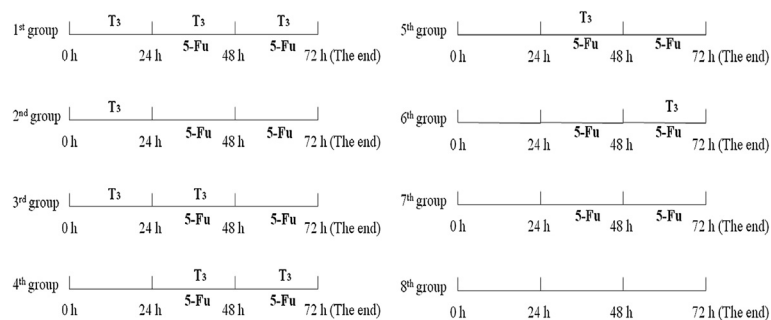 T₃ T₃ T₃
1st group
5-Fu 5-Fu
0 h 24 h 48 h 72 h (The end)
T₃
2nd group
5-Fu 5-Fu
0 h 24 h 48 h 72 h (The end)
T₃ T₃
3rd group
5-Fu 5-Fu
0 h 24 h 48 h 72 h (The end)
T₃ T₃
4th group
5-Fu 5-Fu
0 h 24 h 48 h 72 h (The end)
T₃
5th group
5-Fu 5-Fu
0 h 24 h 48 h 72 h (The end)
T₃
6th group
5-Fu 5-Fu
0 h 24 h 48 h 72 h (The end)
7th group
5-Fu 5-Fu
0 h 24 h 48 h 72 h (The end)
8th group
0 h 24 h 48 h 72 h (The end)